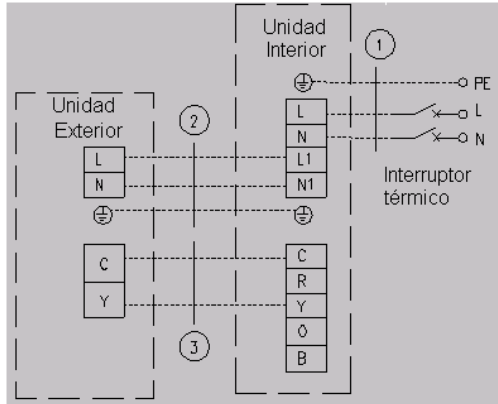 Unidad
Interior
1
PE
L
N
Interruptor
térmico
Unidad
Exterior
2
L
N
L
N
L1
N1
C
Y
C
R
Y
O
B
3